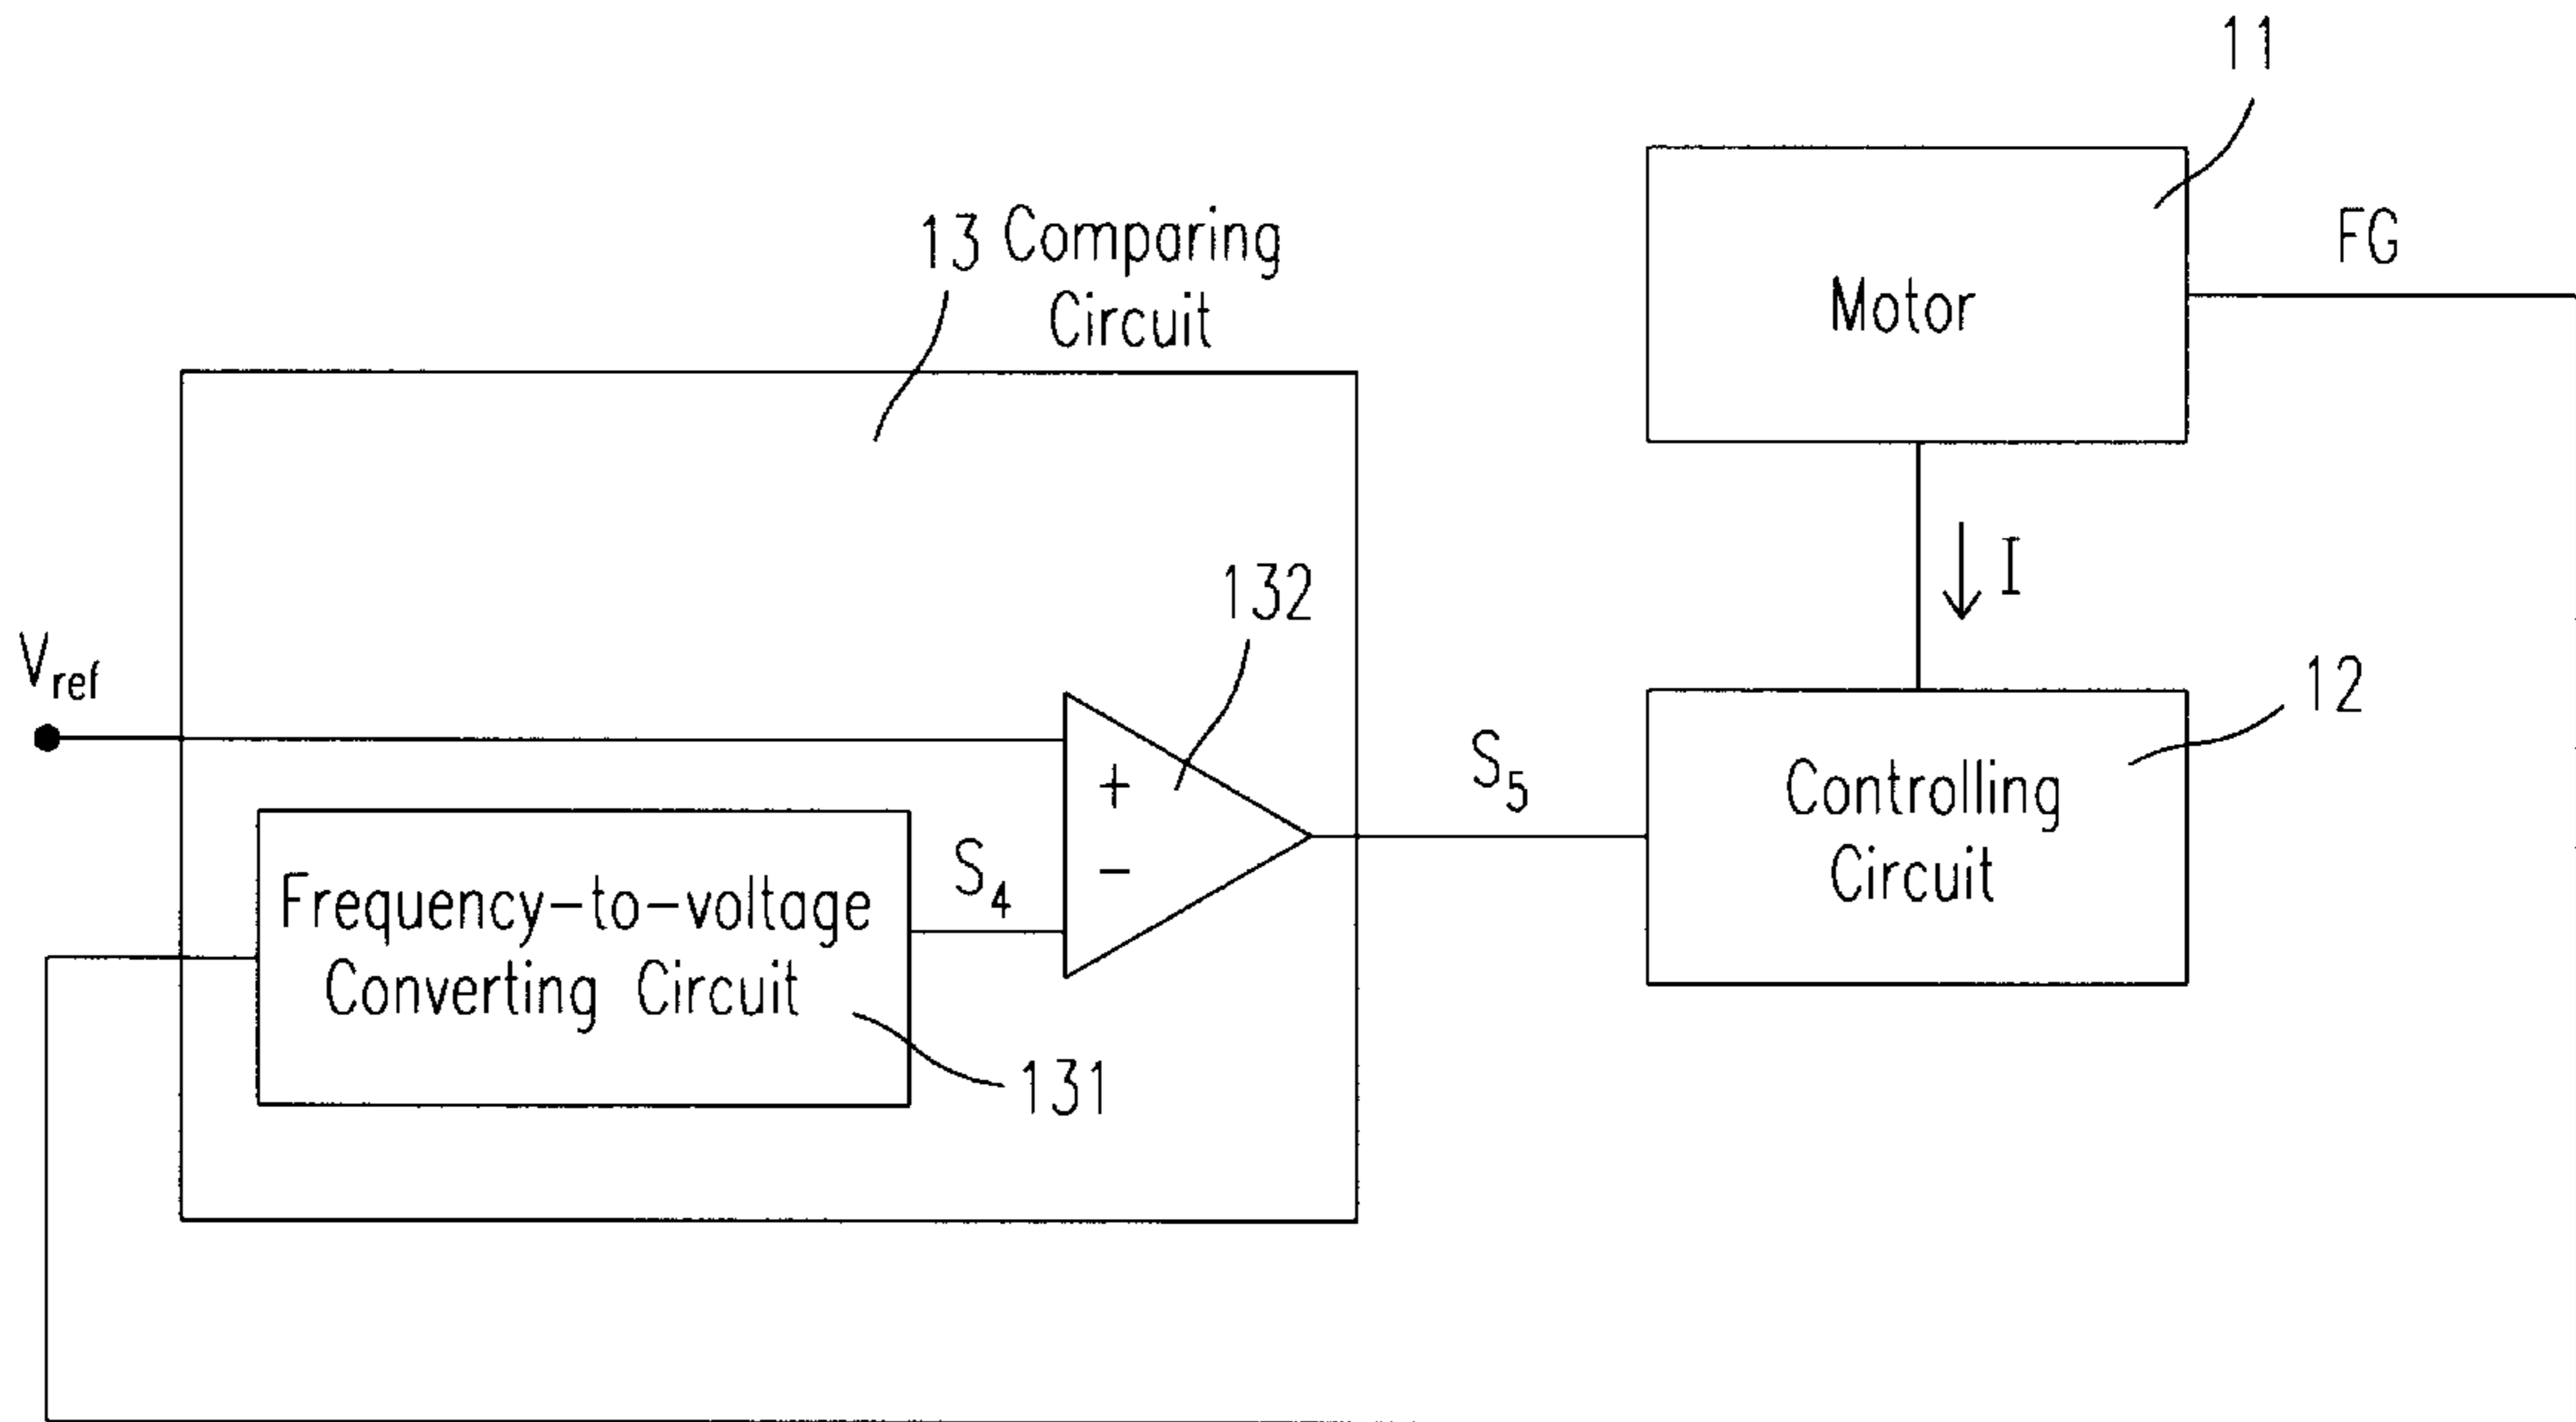 11
13 Comparing
Circuit
Motor
FG
I
132
V_ref
12
S_5
Controlling
Circuit
+
−
S_4
Frequency-to-voltage
Converting Circuit
131